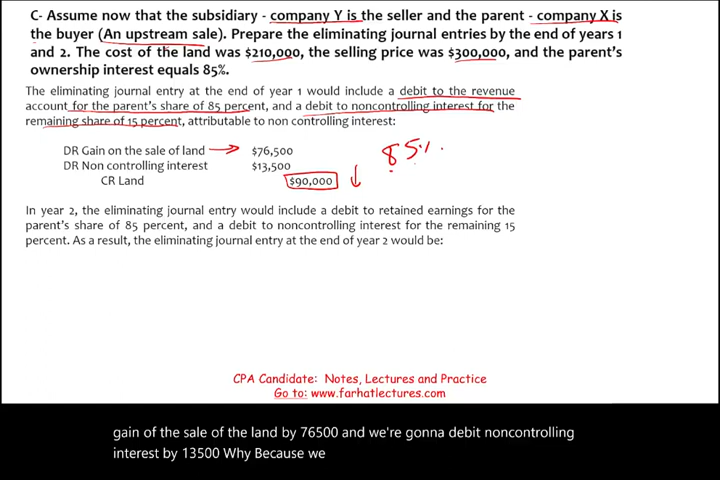 C- Assume now that the subsidiary - company Y is the seller and the parent - company X is
the buyer (An upstream sale). Prepare the eliminating journal entries by the end of years 1
and 2. The cost of the land was $210,000, the selling price was $300,000, and the parent's
ownership interest equals 85%.
The eliminating journal entry at the end of year 1 would include a debit to the revenue
account for the parent's share of 85 percent, and a debit to noncontrolling interest for the
remaining share of 15 percent, attributable to non controlling interest:
DR Gain on the sale of land $76,500
85%
DR Non controlling interest $13,500
CR Land $90,000
In year 2, the eliminating journal entry would include a debit to retained earnings for the
parent's share of 85 percent, and a debit to noncontrolling interest for the remaining 15
percent. As a result, the eliminating journal entry at the end of year 2 would be:
CPA Candidate: Notes, Lectures and Practice
Go to: www.farhatlectures.com
gain of the sale of the land by 76500 and we're gonna debit noncontrolling
interest by 13500 Why Because we